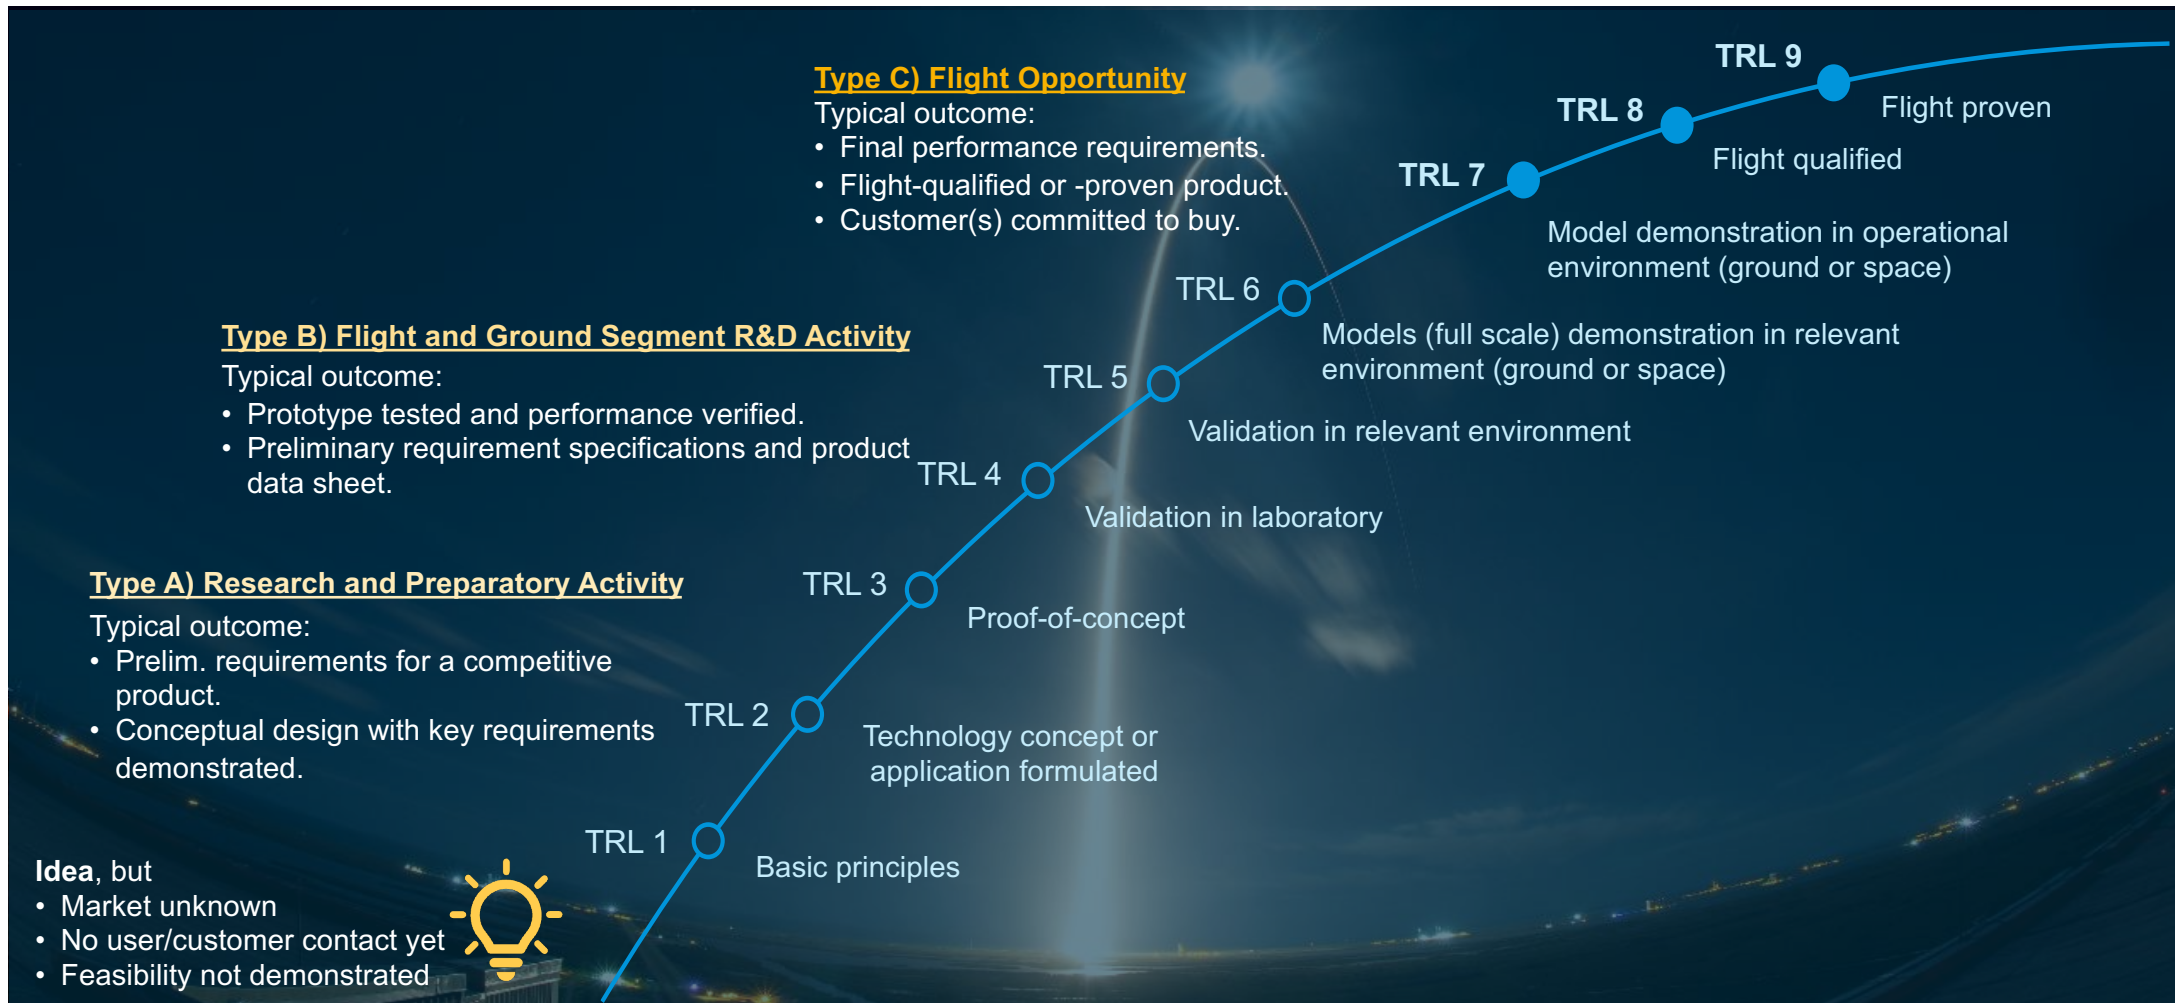 Type C) Flight Opportunity
Typical outcome:
• Final performance requirements.
• Flight-qualified or -proven product.
• Customer(s) committed to buy.
TRL 9
Flight proven
TRL 8
Flight qualified
TRL 7
Model demonstration in operational
environment (ground or space)
TRL 6
Models (full scale) demonstration in relevant
environment (ground or space)
Type B) Flight and Ground Segment R&D Activity
Typical outcome:
• Prototype tested and performance verified.
• Preliminary requirement specifications and product
data sheet.
TRL 5
Validation in relevant environment
TRL 4
Validation in laboratory
Type A) Research and Preparatory Activity
Typical outcome:
• Prelim. requirements for a competitive
product.
• Conceptual design with key requirements
demonstrated.
TRL 3
Proof-of-concept
TRL 2
Technology concept or
application formulated
TRL 1
Basic principles
Idea, but
• Market unknown
• No user/customer contact yet
• Feasibility not demonstrated